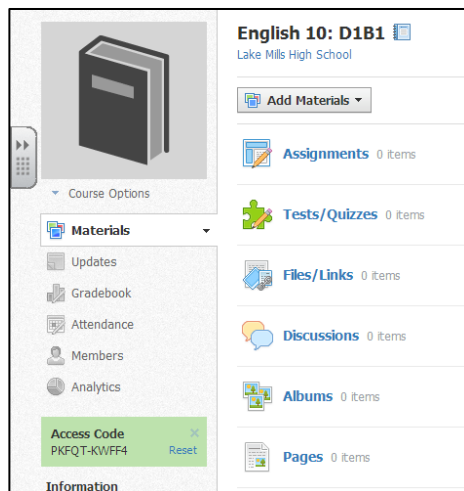 English 10: D1B1
Lake Mills High School
Add Materials
Assignments 0 items
Tests/Quizzes 0 items
Files/Links 0 items
Discussions 0 items
Albums 0 items
Pages 0 items
Course Options
Materials
Updates
Gradebook
Attendance
Members
Analytics
Access Code
PKFQT-KWFF4 Reset
Information